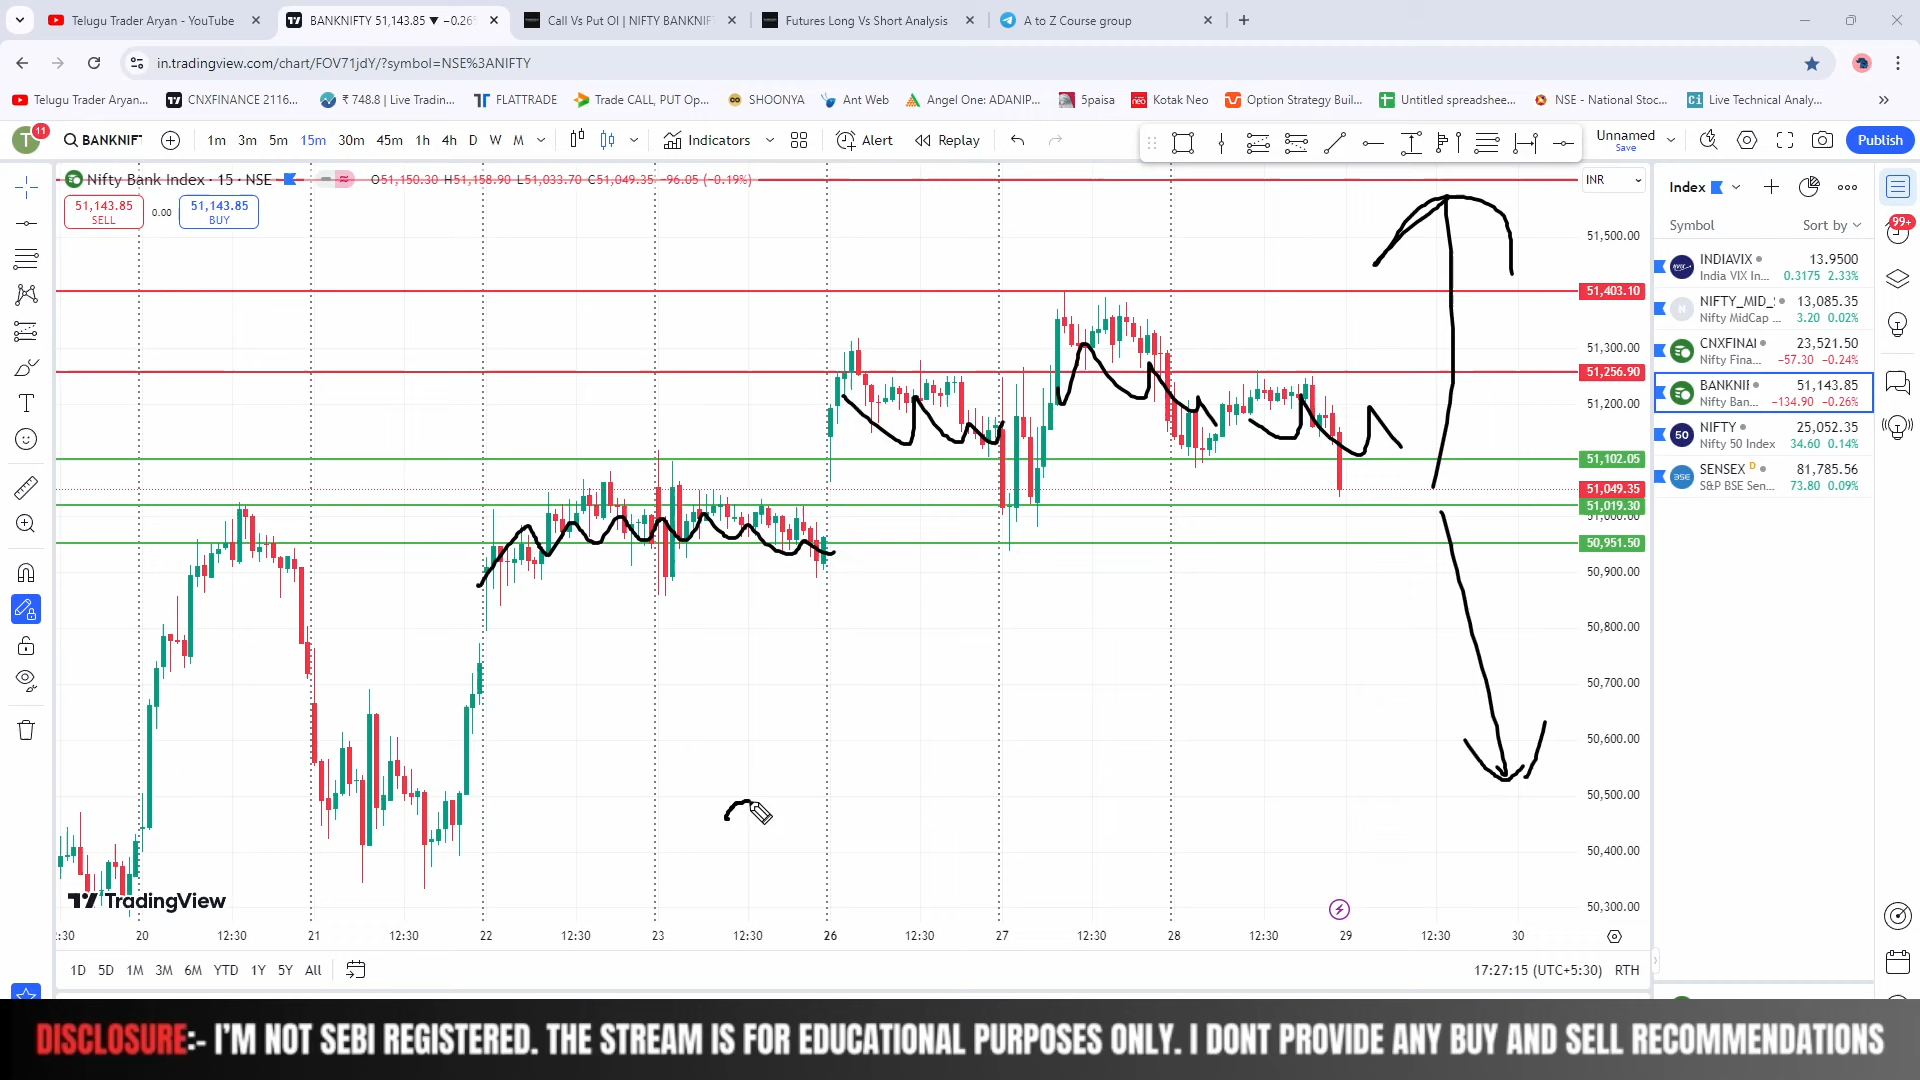 Telugu Trader Aryan - YouTube
BANKNIFTY 51,143.85 ▼ −0.26
Call Vs Put OI | NIFTY BANKNIFT
Futures Long Vs Short Analysis
A to Z Course group
in.tradingview.com/chart/FOV71jdY/?symbol=NSE%3ANIFTY
Telugu Trader Aryan...
CNXFINANCE 2116...
₹ 748.8 | Live Tradin...
FLATTRADE
Trade CALL, PUT Op...
SHOONYA
Ant Web
Angel One: ADANIP...
5paisa
Kotak Neo
Option Strategy Buil...
Untitled spreadshee...
NSE - National Stoc...
Live Technical Analy...
T 11
BANKNIF
1m 3m 5m 15m 30m 45m 1h 4h D W M
Indicators
Alert
Replay
Unnamed
Save
Publish
Nifty Bank Index · 15 · NSE
O51,150.30 H51,158.90 L51,033.70 C51,049.35 −96.05 (−0.19%)
51,143.85
SELL
0.00
51,143.85
BUY
INR
51,500.00
51,403.10
51,300.00
51,256.90
51,200.00
51,102.05
51,049.35
51,019.30
51,000.00
50,951.50
50,900.00
50,800.00
50,700.00
50,600.00
50,500.00
50,400.00
50,300.00
TradingView
:30 20 12:30 21 12:30 22 12:30 23 12:30 26 12:30 27 12:30 28 12:30 29 12:30 30
1D 5D 1M 3M 6M YTD 1Y 5Y All
17:27:15 (UTC+5:30) RTH
Index
Symbol
Sort by
99+
INDIAVIX 13.9500
India VIX In... 0.3175 2.33%
NIFTY_MID_ 13,085.35
Nifty MidCap ... 3.20 0.02%
CNXFINAI 23,521.50
Nifty Fina... −57.30 −0.24%
BANKNIF 51,143.85
Nifty Ban... −134.90 −0.26%
50 NIFTY 25,052.35
Nifty 50 Index 34.60 0.14%
BSE SENSEX D 81,785.56
S&P BSE Sen... 73.80 0.09%
DISCLOSURE:- I'M NOT SEBI REGISTERED. THE STREAM IS FOR EDUCATIONAL PURPOSES ONLY. I DONT PROVIDE ANY BUY AND SELL RECOMMENDATIONS